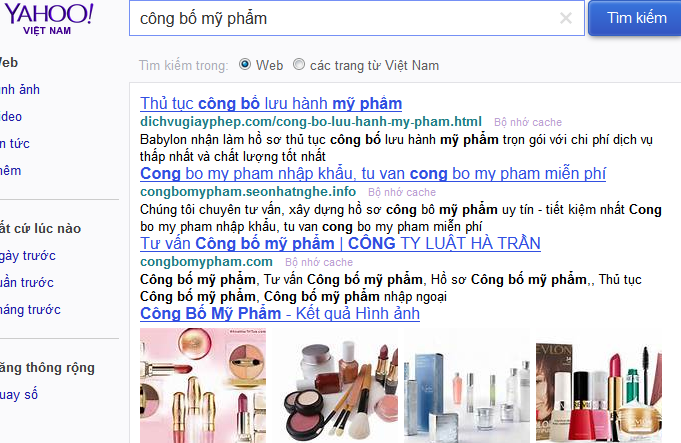 YAHOO!
VIỆT NAM
công bố mỹ phẩm
Tìm kiếm
Tìm kiếm trong: Web các trang từ Việt Nam
Web
ình ảnh
ideo
n tức
hêm
ất cứ lúc nào
gày trước
uần trước
háng trước
ăng thông rộng
uay số
Thủ tục công bố lưu hành mỹ phẩm
dichvugiayphep.com/cong-bo-luu-hanh-my-pham.html Bộ nhớ cache
Babylon nhận làm hồ sơ thủ tục công bố lưu hành mỹ phẩm trọn gói với chi phí dịch vụ
thấp nhất và chất lượng tốt nhất
Cong bo my pham nhập khẩu, tu van cong bo my pham miễn phí
congbomypham.seonhatnghe.info Bộ nhớ cache
Chúng tôi chuyên tư vấn, xây dựng hồ sơ công bô mỹ phẩm uy tín - tiết kiệm nhất Cong
bo my pham nhập khẩu, tu van cong bo my pham miễn phí
Tư vấn Công bố mỹ phẩm | CÔNG TY LUẬT HÀ TRẦN
congbomypham.com Bộ nhớ cache
Công bố mỹ phẩm, Tư vấn Công bố mỹ phẩm, Hồ sơ Công bố mỹ phẩm,, Thủ tục
Công bố mỹ phẩm, Công bố mỹ phẩm nhập ngoại
Công Bố Mỹ Phẩm - Kết quả Hình ảnh
EVLON